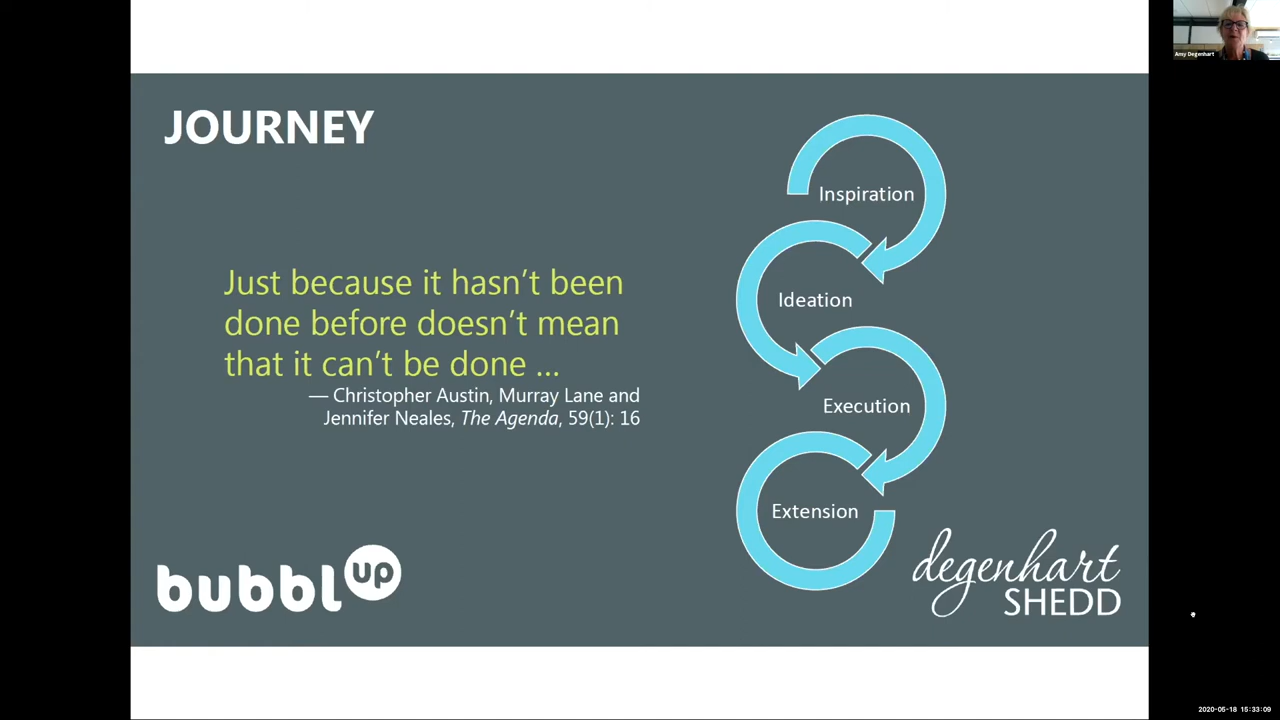 Amy Degenhart
JOURNEY
Just because it hasn’t been
done before doesn’t mean
that it can’t be done ...
— Christopher Austin, Murray Lane and
Jennifer Neales, The Agenda, 59(1): 16
Inspiration
Ideation
Execution
Extension
bubbl up
degenhart
SHEDD
2020-05-18 15:33:09